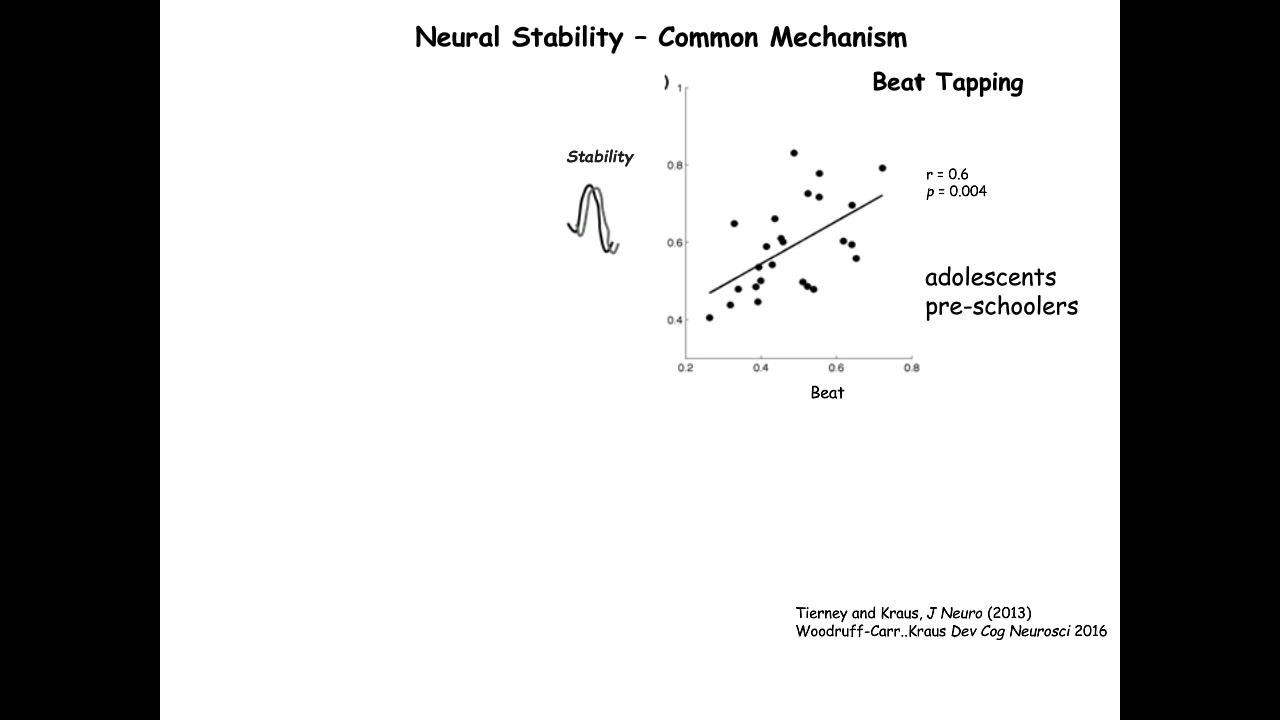 Neural Stability – Common Mechanism
Beat Tapping
)
1
Stability
0.8
r = 0.6
p = 0.004
0.6
adolescents
pre-schoolers
0.4
0.2 0.4 0.6 0.8
Beat
Tierney and Kraus, J Neuro (2013)
Woodruff-Carr..Kraus Dev Cog Neurosci 2016